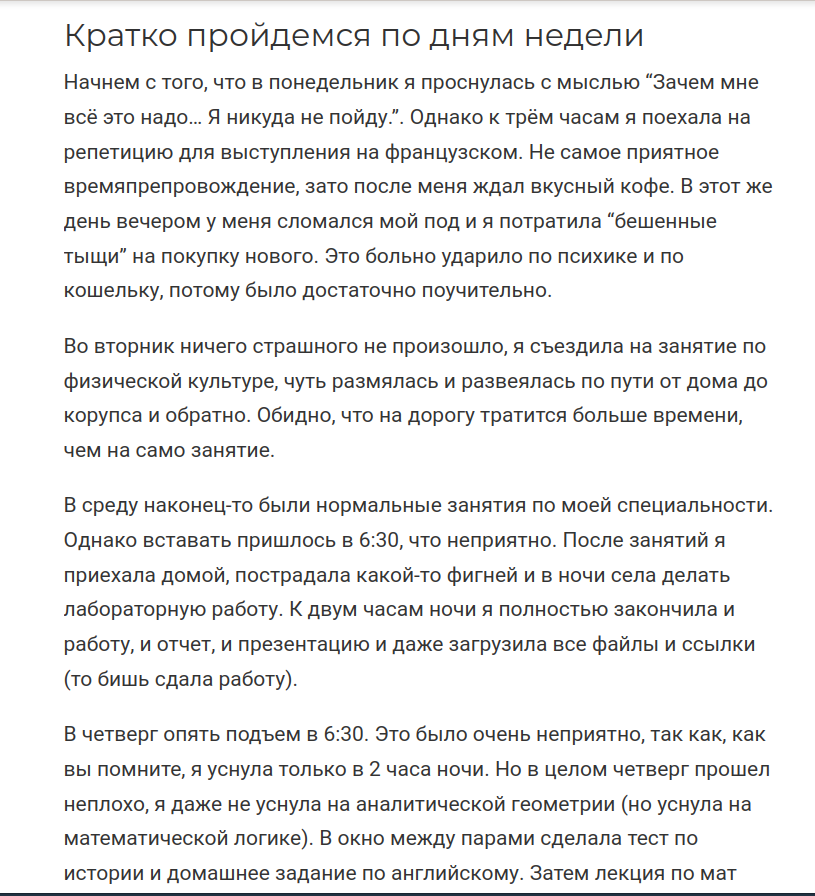 Кратко пройдемся по дням недели
Начнем с того, что в понедельник я проснулась с мыслью “Зачем мне
всё это надо… Я никуда не пойду.”. Однако к трём часам я поехала на
репетицию для выступления на французском. Не самое приятное
времяпрепровождение, зато после меня ждал вкусный кофе. В этот же
день вечером у меня сломался мой под и я потратила “бешенные
тыщи” на покупку нового. Это больно ударило по психике и по
кошельку, потому было достаточно поучительно.
Во вторник ничего страшного не произошло, я съездила на занятие по
физической культуре, чуть размялась и развеялась по пути от дома до
корупса и обратно. Обидно, что на дорогу тратится больше времени,
чем на само занятие.
В среду наконец-то были нормальные занятия по моей специальности.
Однако вставать пришлось в 6:30, что неприятно. После занятий я
приехала домой, пострадала какой-то фигней и в ночи села делать
лабораторную работу. К двум часам ночи я полностью закончила и
работу, и отчет, и презентацию и даже загрузила все файлы и ссылки
(то бишь сдала работу).
В четверг опять подъем в 6:30. Это было очень неприятно, так как, как
вы помните, я уснула только в 2 часа ночи. Но в целом четверг прошел
неплохо, я даже не уснула на аналитической геометрии (но уснула на
математической логике). В окно между парами сделала тест по
истории и домашнее задание по английскому. Затем лекция по мат